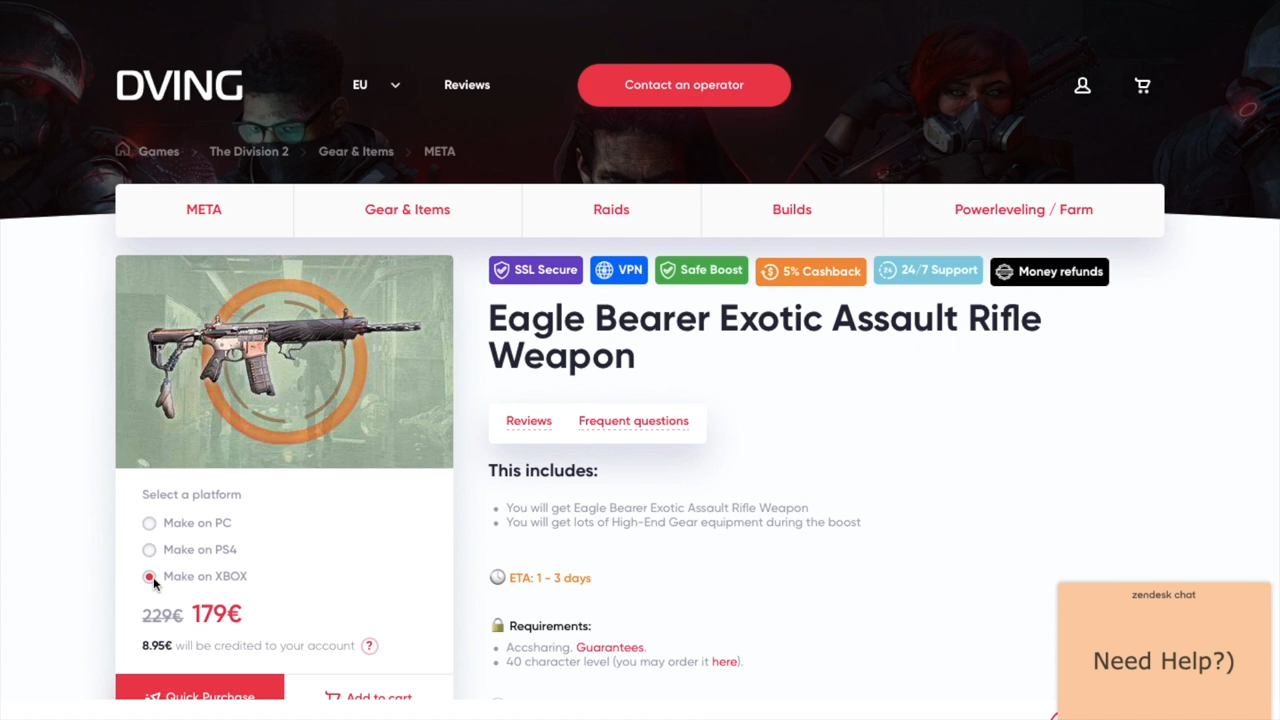 DVING
EU
Reviews
Contact an operator
Games
The Division 2
Gear & Items
META
META
Gear & Items
Raids
Builds
Powerleveling / Farm
SSL Secure
VPN
Safe Boost
5% Cashback
24/7 Support
Money refunds
Eagle Bearer Exotic Assault Rifle
Weapon
Reviews
Frequent questions
This includes:
You will get Eagle Bearer Exotic Assault Rifle Weapon
You will get lots of High-End Gear equipment during the boost
ETA: 1 - 3 days
Requirements:
Accsharing. Guarantees.
40 character level (you may order it here).
Select a platform
Make on PC
Make on PS4
Make on XBOX
229€ 179€
8.95€ will be credited to your account ?
Quick Purchase
Add to cart
zendesk chat
Need Help?)